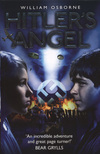 WILLIAM OSBORNE
HITLER'S
ANGEL
'An incredible adventure
and great page turner!'
BEAR GRYLLS